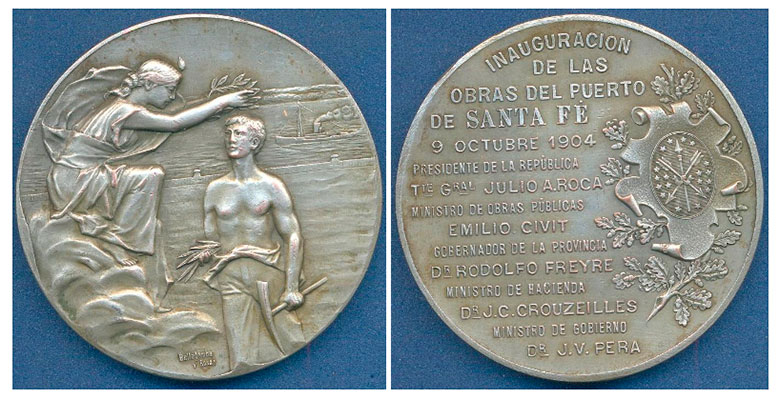 Bellagamba
y Rossi
INAUGURACION
DE LAS
OBRAS DEL PUERTO
DE SANTA FÉ
9 OCTUBRE 1904
PRESIDENTE DE LA REPÚBLICA
Tte GRAL JULIO A. ROCA
MINISTRO DE OBRAS PÚBLICAS
EMILIO CIVIT
GOBERNADOR DE LA PROVINCIA
DR RODOLFO FREYRE
MINISTRO DE HACIENDA
DR J.C. CROUZEILLES
MINISTRO DE GOBIERNO
DR J.V. PERA